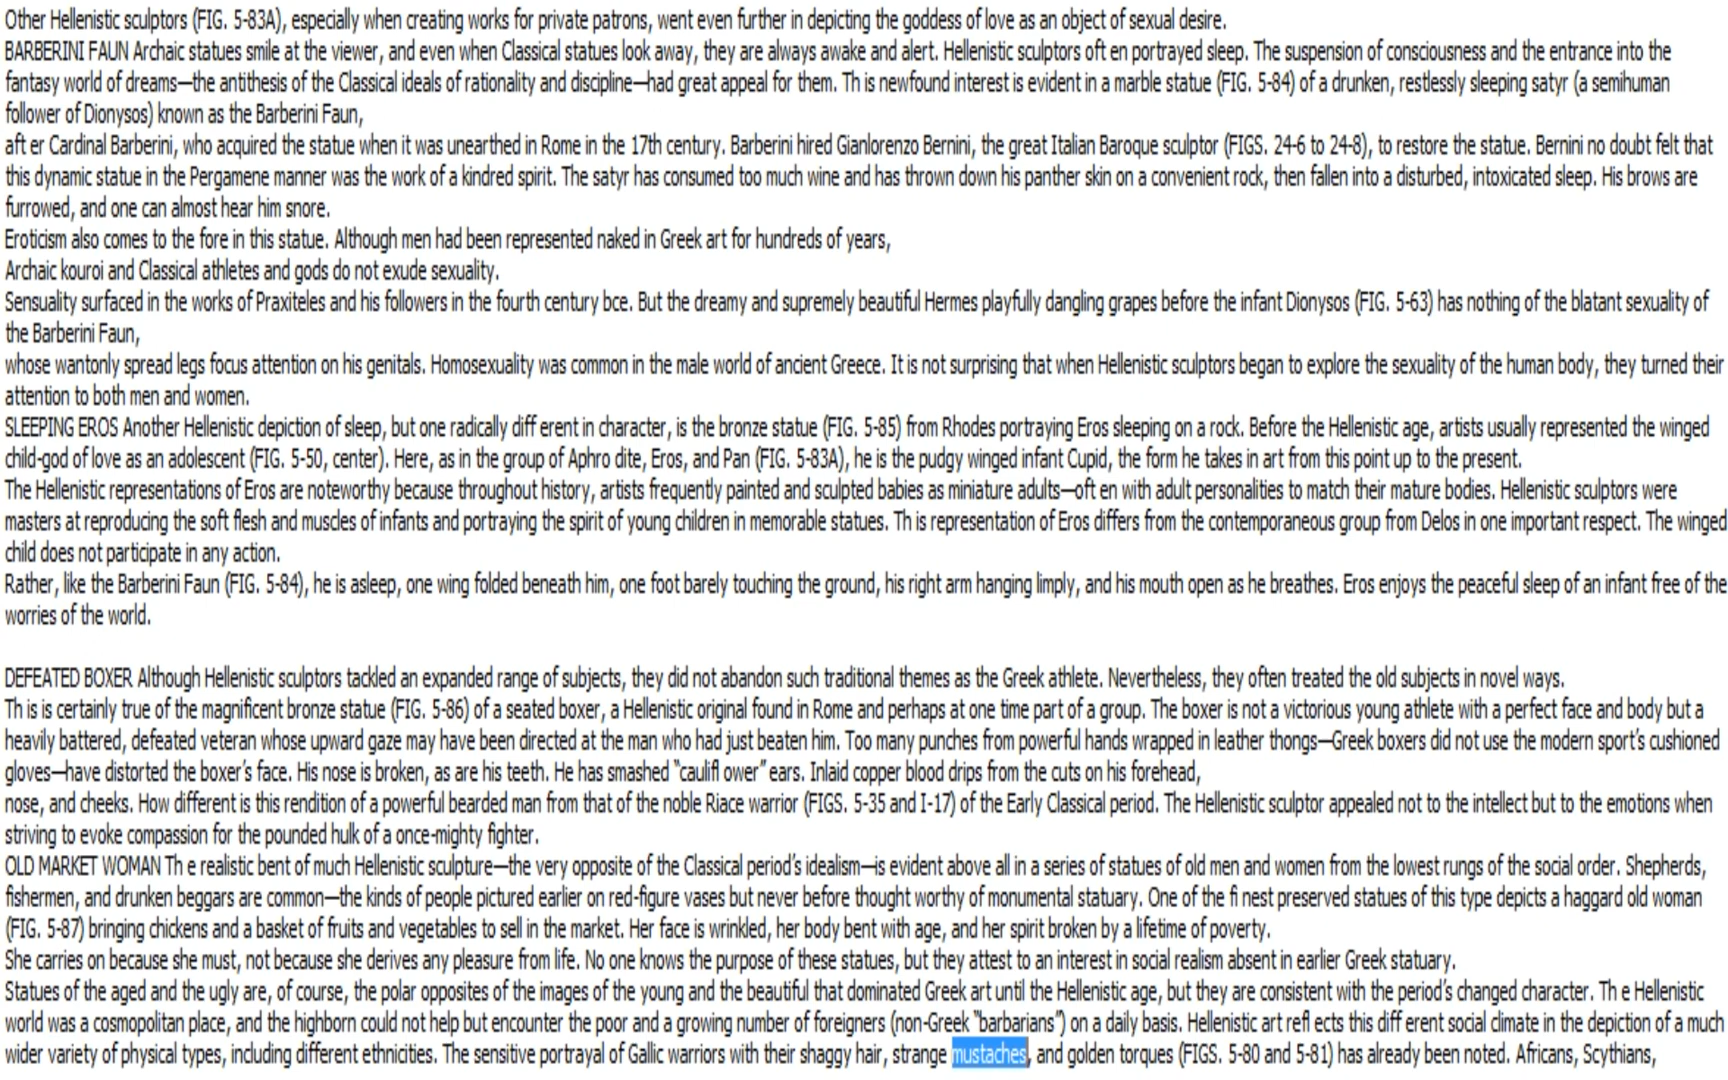 Other Hellenistic sculptors (FIG. 5-83A), especially when creating works for private patrons, went even further in depicting the goddess of love as an object of sexual desire.
BARBERINI FAUN Archaic statues smile at the viewer, and even when Classical statues look away, they are always awake and alert. Hellenistic sculptors oft en portrayed sleep. The suspension of consciousness and the entrance into the
fantasy world of dreams—the antithesis of the Classical ideals of rationality and discipline—had great appeal for them. Th is newfound interest is evident in a marble statue (FIG. 5-84) of a drunken, restlessly sleeping satyr (a semihuman
follower of Dionysos) known as the Barberini Faun,
aft er Cardinal Barberini, who acquired the statue when it was unearthed in Rome in the 17th century. Barberini hired Gianlorenzo Bernini, the great Italian Baroque sculptor (FIGS. 24-6 to 24-8), to restore the statue. Bernini no doubt felt that
this dynamic statue in the Pergamene manner was the work of a kindred spirit. The satyr has consumed too much wine and has thrown down his panther skin on a convenient rock, then fallen into a disturbed, intoxicated sleep. His brows are
furrowed, and one can almost hear him snore.
Eroticism also comes to the fore in this statue. Although men had been represented naked in Greek art for hundreds of years,
Archaic kouroi and Classical athletes and gods do not exude sexuality.
Sensuality surfaced in the works of Praxiteles and his followers in the fourth century bce. But the dreamy and supremely beautiful Hermes playfully dangling grapes before the infant Dionysos (FIG. 5-63) has nothing of the blatant sexuality of
the Barberini Faun,
whose wantonly spread legs focus attention on his genitals. Homosexuality was common in the male world of ancient Greece. It is not surprising that when Hellenistic sculptors began to explore the sexuality of the human body, they turned their
attention to both men and women.
SLEEPING EROS Another Hellenistic depiction of sleep, but one radically diff erent in character, is the bronze statue (FIG. 5-85) from Rhodes portraying Eros sleeping on a rock. Before the Hellenistic age, artists usually represented the winged
child-god of love as an adolescent (FIG. 5-50, center). Here, as in the group of Aphro dite, Eros, and Pan (FIG. 5-83A), he is the pudgy winged infant Cupid, the form he takes in art from this point up to the present.
The Hellenistic representations of Eros are noteworthy because throughout history, artists frequently painted and sculpted babies as miniature adults—oft en with adult personalities to match their mature bodies. Hellenistic sculptors were
masters at reproducing the soft flesh and muscles of infants and portraying the spirit of young children in memorable statues. Th is representation of Eros differs from the contemporaneous group from Delos in one important respect. The winged
child does not participate in any action.
Rather, like the Barberini Faun (FIG. 5-84), he is asleep, one wing folded beneath him, one foot barely touching the ground, his right arm hanging limply, and his mouth open as he breathes. Eros enjoys the peaceful sleep of an infant free of the
worries of the world.
DEFEATED BOXER Although Hellenistic sculptors tackled an expanded range of subjects, they did not abandon such traditional themes as the Greek athlete. Nevertheless, they often treated the old subjects in novel ways.
Th is is certainly true of the magnificent bronze statue (FIG. 5-86) of a seated boxer, a Hellenistic original found in Rome and perhaps at one time part of a group. The boxer is not a victorious young athlete with a perfect face and body but a
heavily battered, defeated veteran whose upward gaze may have been directed at the man who had just beaten him. Too many punches from powerful hands wrapped in leather thongs—Greek boxers did not use the modern sport's cushioned
gloves—have distorted the boxer's face. His nose is broken, as are his teeth. He has smashed "caulifl ower" ears. Inlaid copper blood drips from the cuts on his forehead,
nose, and cheeks. How different is this rendition of a powerful bearded man from that of the noble Riace warrior (FIGS. 5-35 and I-17) of the Early Classical period. The Hellenistic sculptor appealed not to the intellect but to the emotions when
striving to evoke compassion for the pounded hulk of a once-mighty fighter.
OLD MARKET WOMAN Th e realistic bent of much Hellenistic sculpture—the very opposite of the Classical period's idealism—is evident above all in a series of statues of old men and women from the lowest rungs of the social order. Shepherds,
fishermen, and drunken beggars are common—the kinds of people pictured earlier on red-figure vases but never before thought worthy of monumental statuary. One of the fi nest preserved statues of this type depicts a haggard old woman
(FIG. 5-87) bringing chickens and a basket of fruits and vegetables to sell in the market. Her face is wrinkled, her body bent with age, and her spirit broken by a lifetime of poverty.
She carries on because she must, not because she derives any pleasure from life. No one knows the purpose of these statues, but they attest to an interest in social realism absent in earlier Greek statuary.
Statues of the aged and the ugly are, of course, the polar opposites of the images of the young and the beautiful that dominated Greek art until the Hellenistic age, but they are consistent with the period's changed character. Th e Hellenistic
world was a cosmopolitan place, and the highborn could not help but encounter the poor and a growing number of foreigners (non-Greek "barbarians") on a daily basis. Hellenistic art refl ects this diff erent social climate in the depiction of a much
wider variety of physical types, including different ethnicities. The sensitive portrayal of Gallic warriors with their shaggy hair, strange mustaches, and golden torques (FIGS. 5-80 and 5-81) has already been noted. Africans, Scythians,